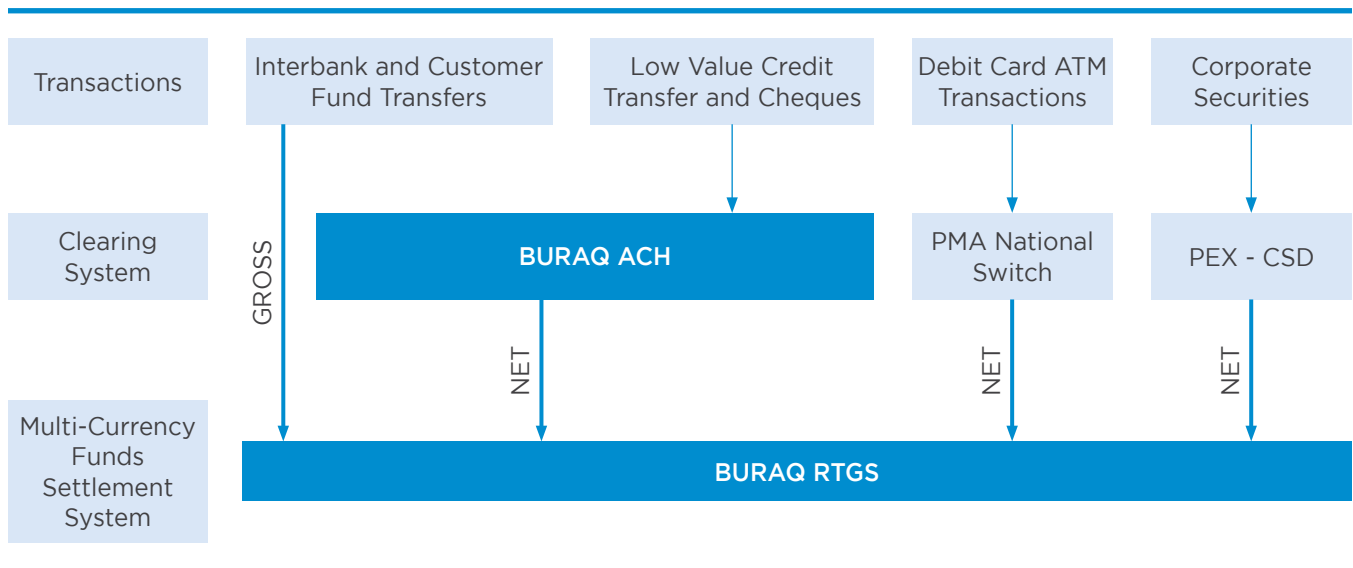 Transactions
Interbank and Customer
Fund Transfers
Low Value Credit
Transfer and Cheques
Debit Card ATM
Transactions
Corporate
Securities
Clearing
System
GROSS
BURAQ ACH
PMA National
Switch
PEX - CSD
NET
NET
NET
Multi-Currency
Funds
Settlement
System
BURAQ RTGS